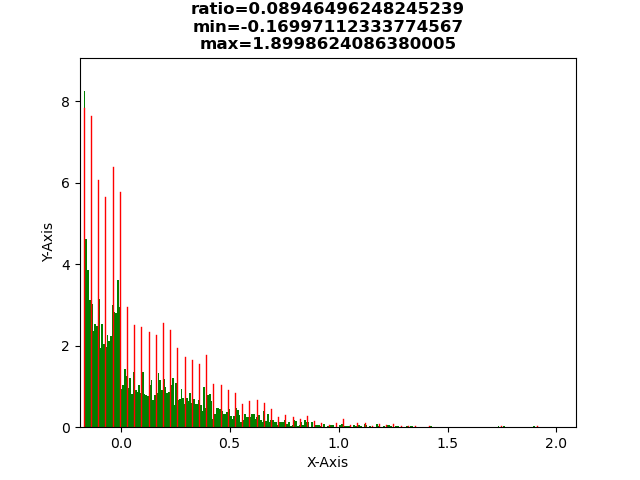 ratio=0.08946496248245239
min=-0.16997112333774567
max=1.8998624086380005
8
6
4
2
0
Y-Axis
0.0 0.5 1.0 1.5 2.0
X-Axis